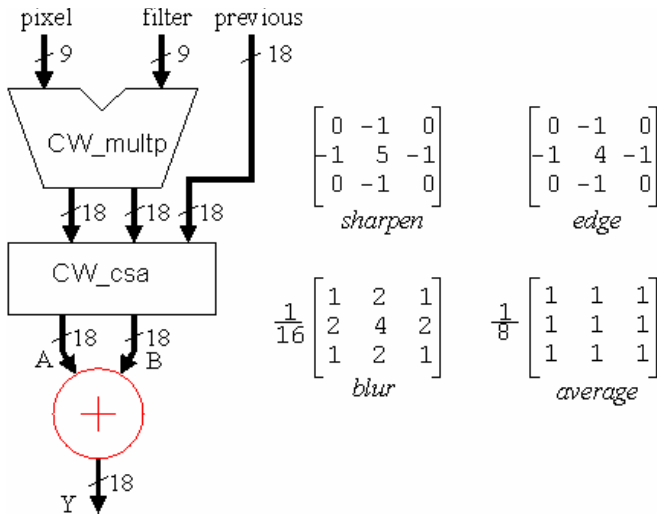 pixel filter previous
9 9 18
CW_multp
18 18 18
CW_csa
18 18
A B
18
Y
0 -1 0
-1 5 -1
0 -1 0
sharpen
0 -1 0
-1 4 -1
0 -1 0
edge
1/16
1 2 1
2 4 2
1 2 1
blur
1/8
1 1 1
1 1 1
1 1 1
average